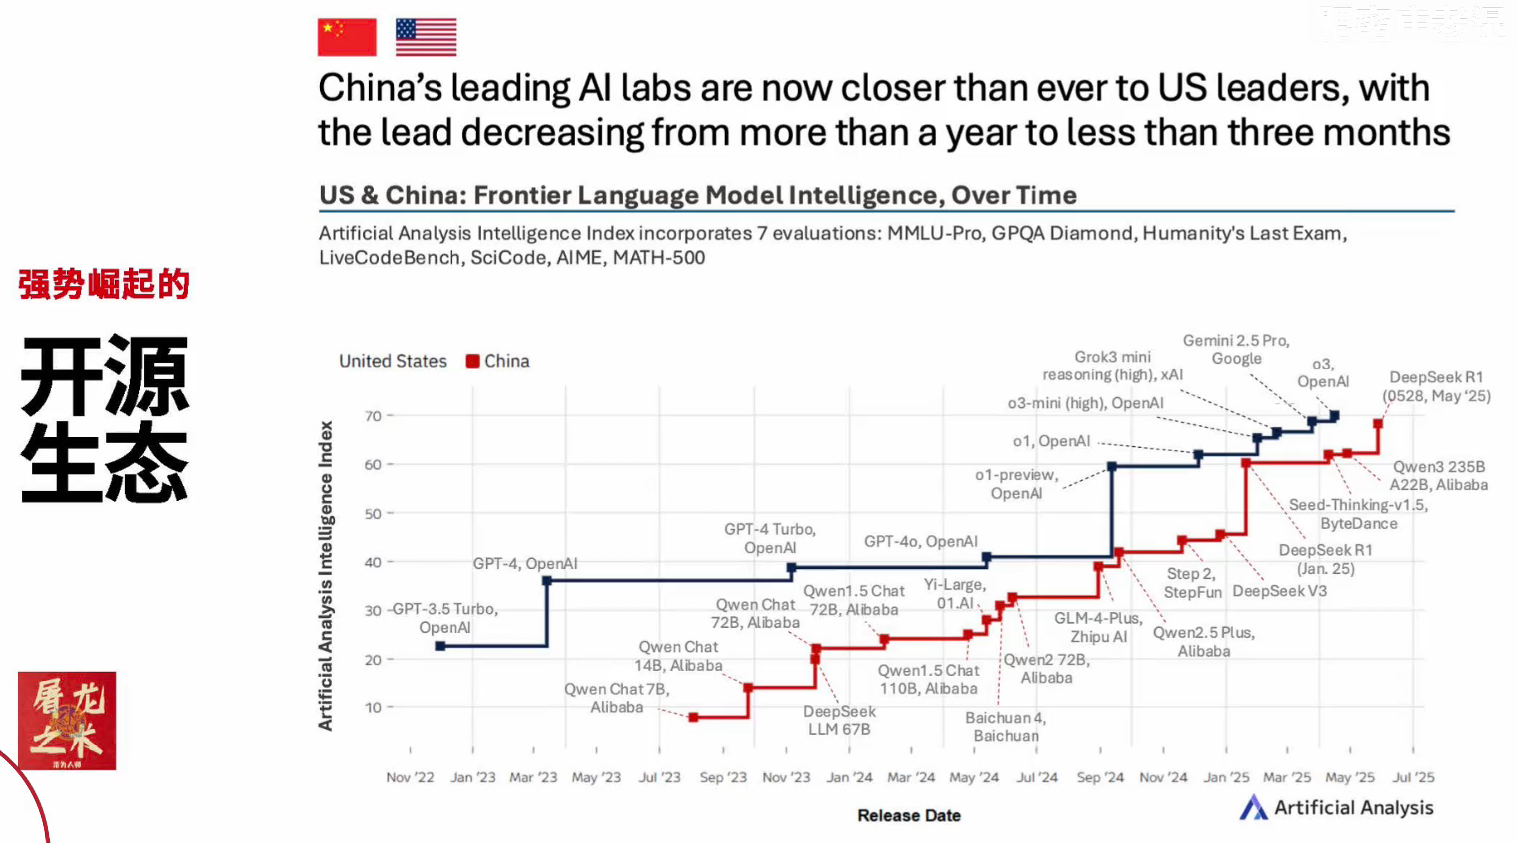 China's leading AI labs are now closer than ever to US leaders, with
the lead decreasing from more than a year to less than three months
US & China: Frontier Language Model Intelligence, Over Time
Artificial Analysis Intelligence Index incorporates 7 evaluations: MMLU-Pro, GPQA Diamond, Humanity's Last Exam,
LiveCodeBench, SciCode, AIME, MATH-500
强势崛起的
开源
生态
屠龙
之术
United States
China
Artificial Analysis Intelligence Index
70
60
50
40
30
20
10
GPT-3.5 Turbo,
OpenAI
GPT-4, OpenAI
GPT-4 Turbo,
OpenAI
GPT-4o, OpenAI
o1-preview,
OpenAI
o1, OpenAI
o3-mini (high), OpenAI
Grok3 mini
reasoning (high), xAI
Gemini 2.5 Pro,
Google
o3,
OpenAI
DeepSeek R1
(0528, May '25)
Qwen Chat 7B,
Alibaba
Qwen Chat
14B, Alibaba
DeepSeek
LLM 67B
Qwen Chat
72B, Alibaba
Qwen1.5 Chat
72B, Alibaba
Qwen1.5 Chat
110B, Alibaba
Yi-Large,
01.AI
Baichuan 4,
Baichuan
Qwen2 72B,
Alibaba
GLM-4-Plus,
Zhipu AI
Qwen2.5 Plus,
Alibaba
Step 2,
StepFun
DeepSeek V3
DeepSeek R1
(Jan. 25)
Seed-Thinking-v1.5,
ByteDance
Qwen3 235B
A22B, Alibaba
Nov '22
Jan '23
Mar '23
May '23
Jul '23
Sep '23
Nov '23
Jan '24
Mar '24
May '24
Jul '24
Sep '24
Nov '24
Jan '25
Mar '25
May '25
Jul '25
Release Date
Artificial Analysis